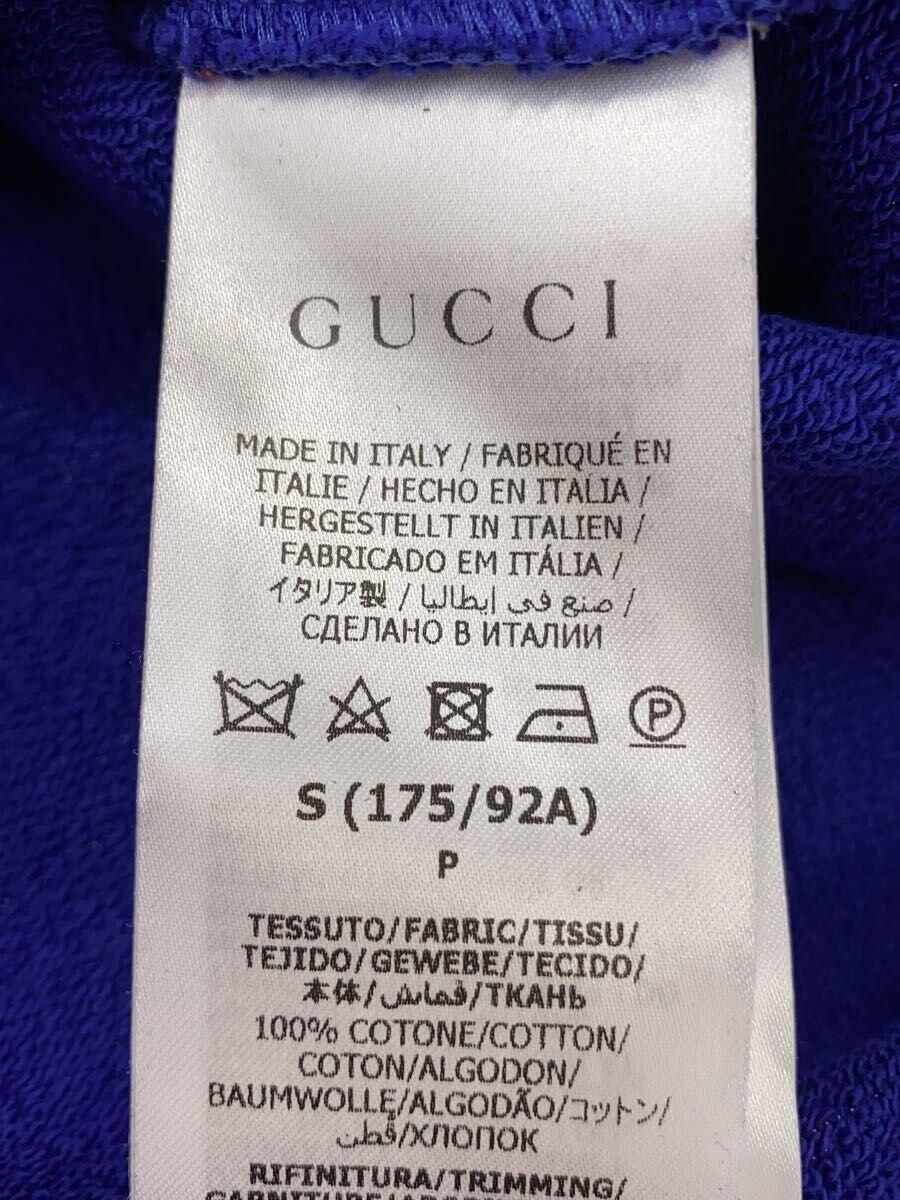 GUCCI
MADE IN ITALY / FABRIQUÉ EN
ITALIE / HECHO EN ITALIA /
HERGESTELLT IN ITALIEN /
FABRICADO EM ITÁLIA /
イタリア製 / صنع في إيطاليا /
СДЕЛАНО В ИТАЛИИ
P
S (175/92A)
P
TESSUTO/FABRIC/TISSU/
TEJIDO/GEWEBE/TECIDO/
本体/قماش/ТКАНЬ
100% COTONE/COTTON/
COTON/ALGODON/
BAUMWOLLE/ALGODÃO/コットン/
قطن/ХЛОПОК
RIFINITURA/TRIMMING/